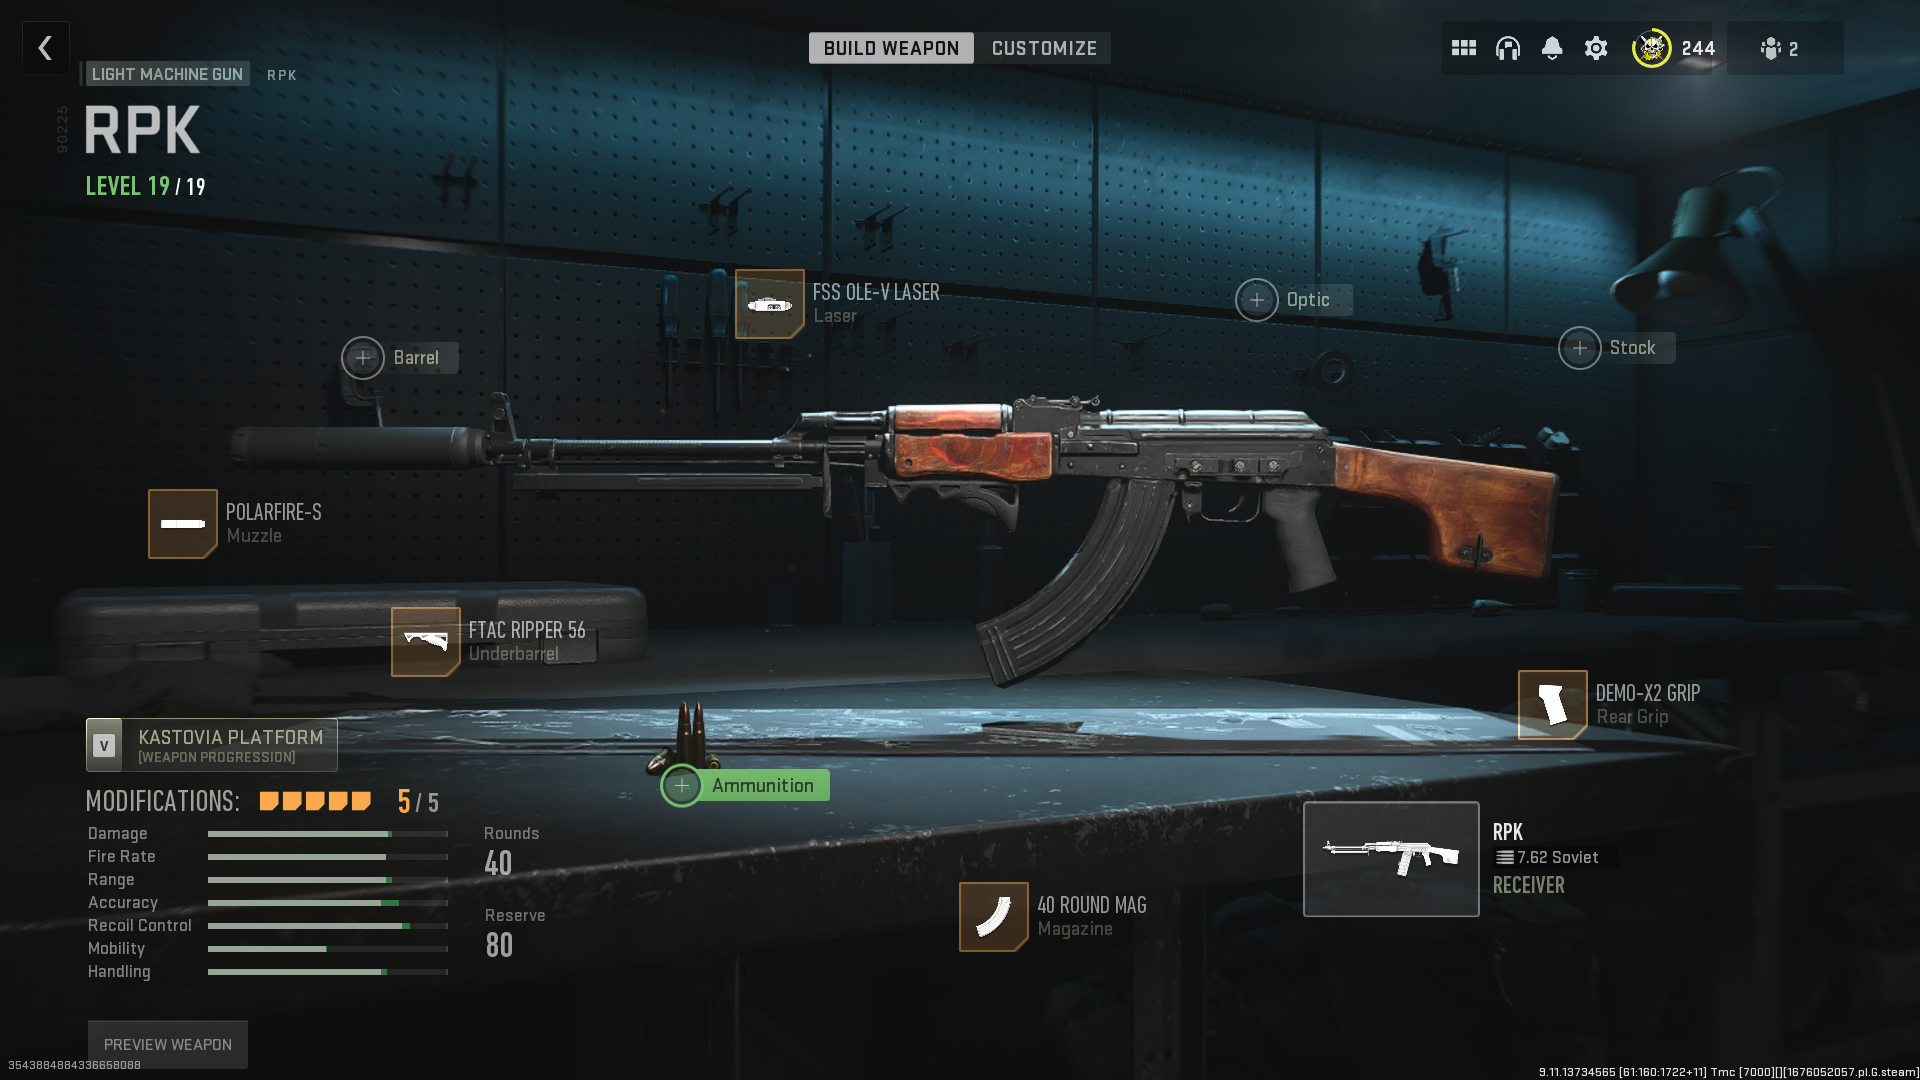 BUILD WEAPON
CUSTOMIZE
244
2
LIGHT MACHINE GUN
RPK
90225
RPK
LEVEL 19 / 19
FSS OLE-V LASER
Laser
Optic
Stock
Barrel
POLARFIRE-S
Muzzle
FTAC RIPPER 56
Underbarrel
DEMO-X2 GRIP
Rear Grip
V
KASTOVIA PLATFORM
[WEAPON PROGRESSION]
Ammunition
MODIFICATIONS: 5 / 5
Damage
Fire Rate
Range
Accuracy
Recoil Control
Mobility
Handling
Rounds
40
Reserve
80
40 ROUND MAG
Magazine
RPK
7.62 Soviet
RECEIVER
PREVIEW WEAPON
3543884884336658088
9.11.13734565 [61:160:1722+11] Tmc [7000][][1676052057.pl.G.steam]